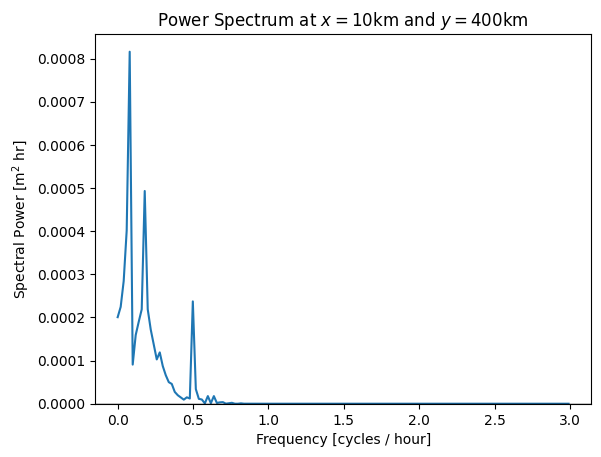 Power Spectrum at x = 10km and y = 400km
Spectral Power [m² hr]
0.0008
0.0007
0.0006
0.0005
0.0004
0.0003
0.0002
0.0001
0.0000
0.0 0.5 1.0 1.5 2.0 2.5 3.0
Frequency [cycles / hour]